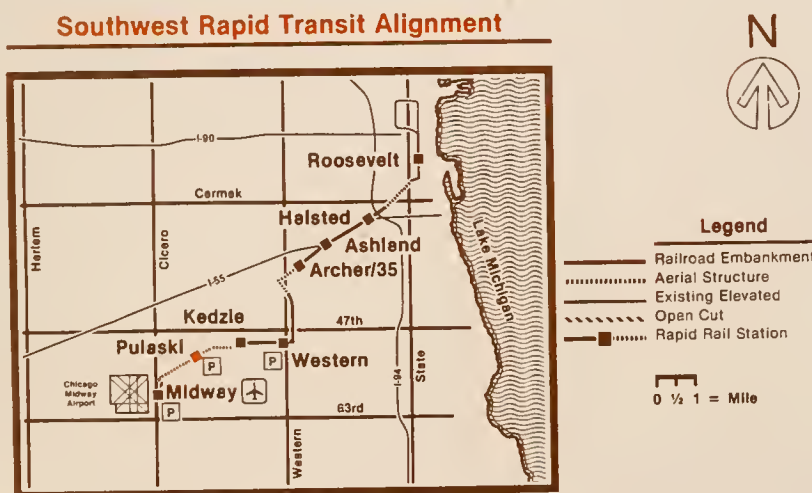 Southwest Rapid Transit Alignment
N
I-90
Roosevelt
Cermak
Halsted
Harlem
Cicero
Ashland
Lake Michigan
I-55
Archer/35
Kedzie
47th
Pulaski
P
P
Western
I-94
State
Chicago
Midway
Airport
Midway
P
P
63rd
Western
Legend
Railroad Embankment
Aerial Structure
Existing Elevated
Open Cut
Rapid Rail Station
0 ½ 1 = Mile